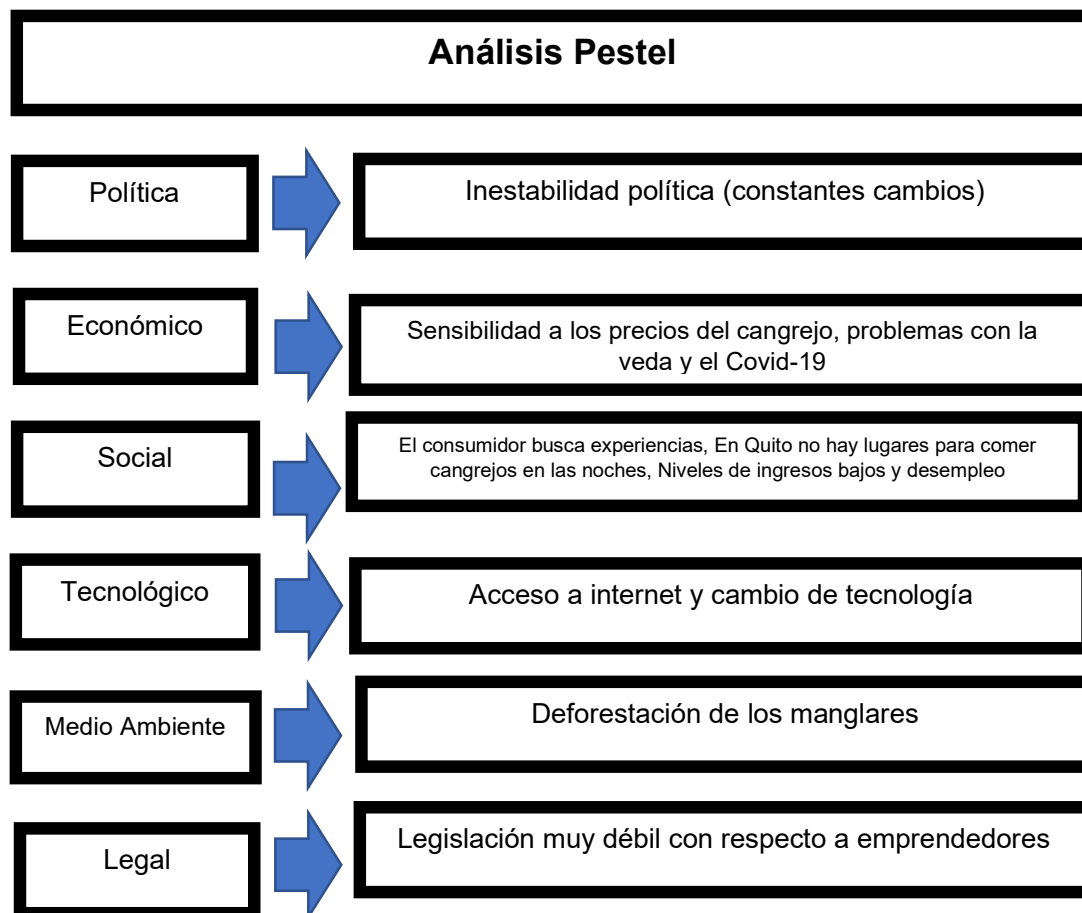 Análisis Pestel
Política
Inestabilidad política (constantes cambios)
Económico
Sensibilidad a los precios del cangrejo, problemas con la
veda y el Covid-19
Social
El consumidor busca experiencias, En Quito no hay lugares para comer
cangrejos en las noches, Niveles de ingresos bajos y desempleo
Tecnológico
Acceso a internet y cambio de tecnología
Medio Ambiente
Deforestación de los manglares
Legal
Legislación muy débil con respecto a emprendedores